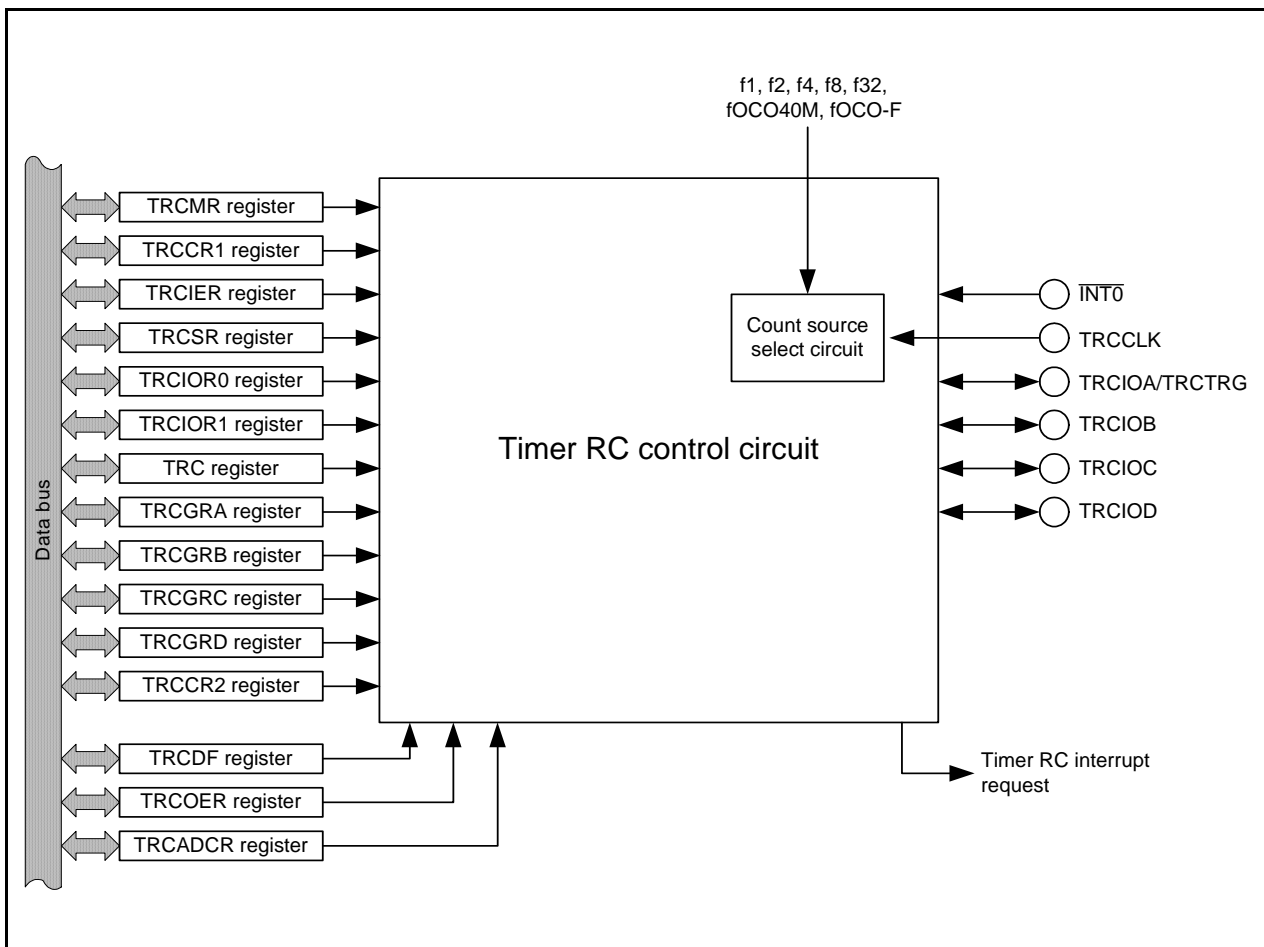 f1, f2, f4, f8, f32,
fOCO40M, fOCO-F
Data bus
TRCMR register
TRCCR1 register
TRCIER register
TRCSR register
TRCIOR0 register
TRCIOR1 register
TRC register
TRCGRA register
TRCGRB register
TRCGRC register
TRCGRD register
TRCCR2 register
TRCDF register
TRCOER register
TRCADCR register
Timer RC control circuit
Count source
select circuit
I̅N̅T̅0̅
TRCCLK
TRCIOA/TRCTRG
TRCIOB
TRCIOC
TRCIOD
Timer RC interrupt
request